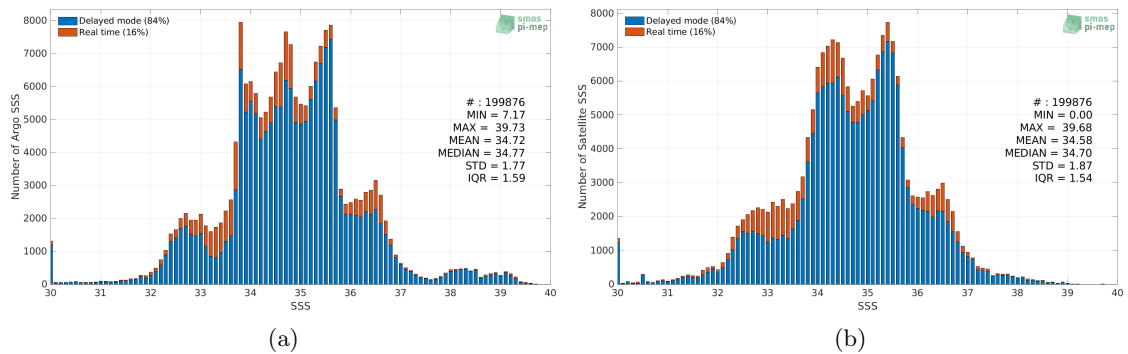 Delayed mode (84%)
Real time (16%)
smos
pi-mep
8000
7000
6000
5000
4000
3000
2000
1000
0
Number of Argo SSS
# : 199876
MIN = 7.17
MAX = 39.73
MEAN = 34.72
MEDIAN = 34.77
STD = 1.77
IQR = 1.59
30 31 32 33 34 35 36 37 38 39 40
SSS
(a)
Delayed mode (84%)
Real time (16%)
smos
pi-mep
8000
7000
6000
5000
4000
3000
2000
1000
0
Number of Satellite SSS
# : 199876
MIN = 0.00
MAX = 39.68
MEAN = 34.58
MEDIAN = 34.70
STD = 1.87
IQR = 1.54
30 31 32 33 34 35 36 37 38 39 40
SSS
(b)